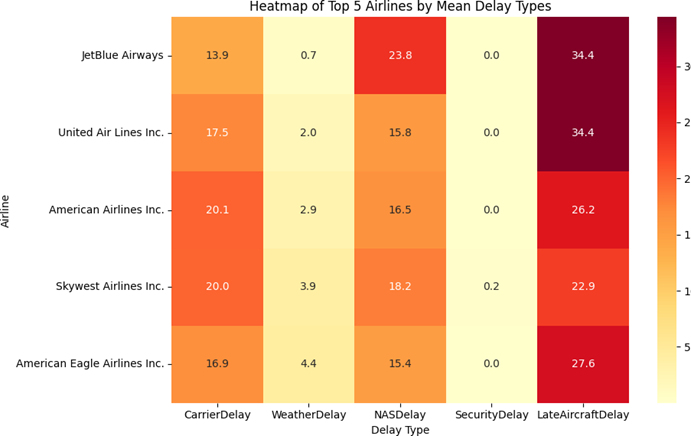 Heatmap of Top 5 Airlines by Mean Delay Types
JetBlue Airways 13.9 0.7 23.8 0.0 34.4
United Air Lines Inc. 17.5 2.0 15.8 0.0 34.4
American Airlines Inc. 20.1 2.9 16.5 0.0 26.2
Skywest Airlines Inc. 20.0 3.9 18.2 0.2 22.9
American Eagle Airlines Inc. 16.9 4.4 15.4 0.0 27.6
CarrierDelay WeatherDelay NASDelay SecurityDelay LateAircraftDelay
Delay Type
Airline
3
2
2
1
10
5